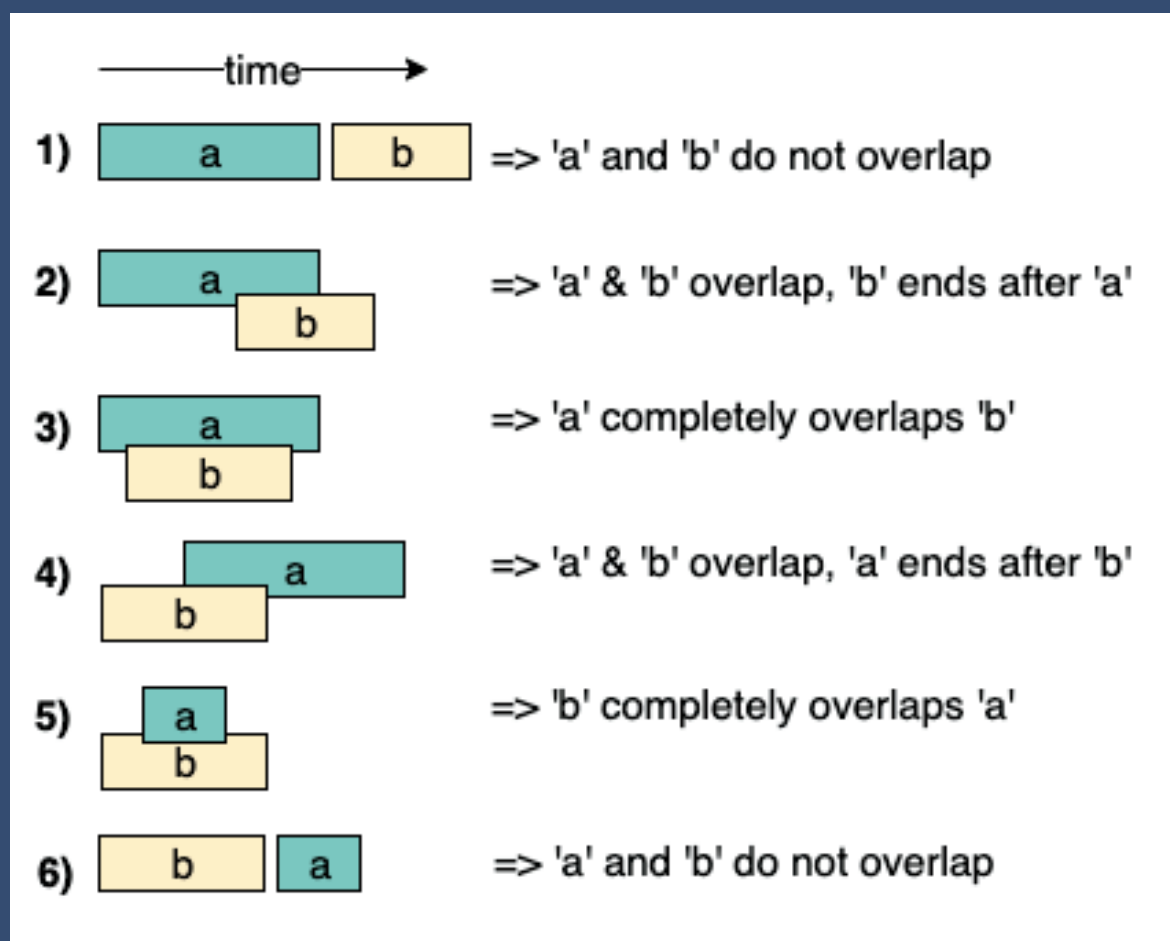 time
1) a b => 'a' and 'b' do not overlap
2) a => 'a' & 'b' overlap, 'b' ends after 'a'
b
3) a => 'a' completely overlaps 'b'
b
4) a => 'a' & 'b' overlap, 'a' ends after 'b'
b
5) a => 'b' completely overlaps 'a'
b
6) b a => 'a' and 'b' do not overlap